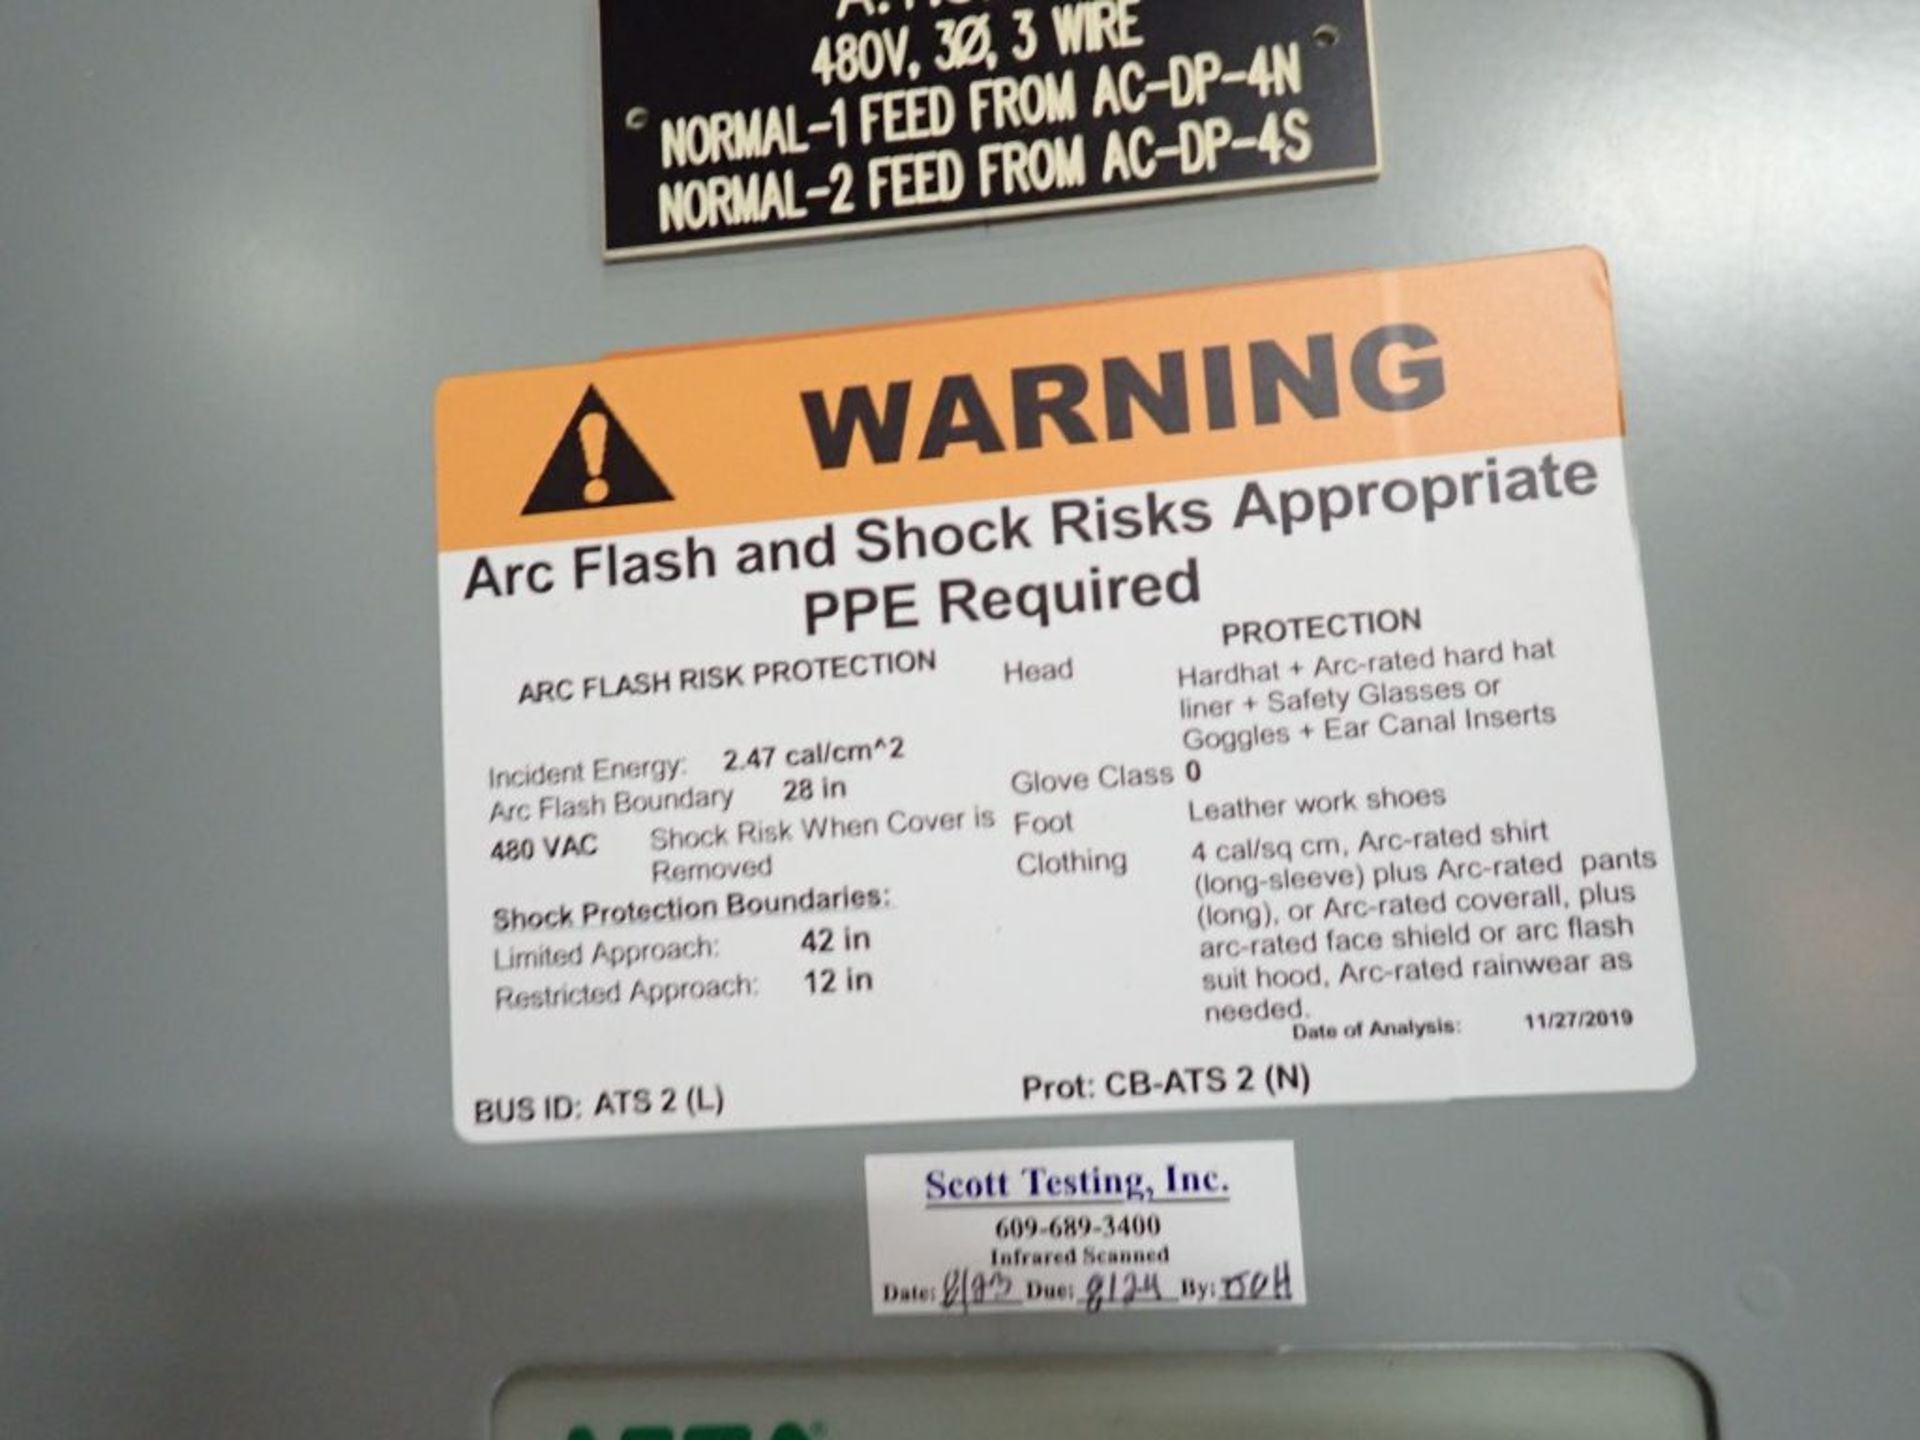 480V, 3Ø, 3 WIRE
NORMAL-1 FEED FROM AC-DP-4N
NORMAL-2 FEED FROM AC-DP-4S
WARNING
Arc Flash and Shock Risks Appropriate
PPE Required
ARC FLASH RISK PROTECTION
Incident Energy: 2.47 cal/cm^2
Arc Flash Boundary 28 in
480 VAC Shock Risk When Cover is
Removed
Shock Protection Boundaries:
Limited Approach: 42 in
Restricted Approach: 12 in
PROTECTION
Head Hardhat + Arc-rated hard hat
liner + Safety Glasses or
Goggles + Ear Canal Inserts
Glove Class 0
Foot Leather work shoes
Clothing 4 cal/sq cm, Arc-rated shirt
(long-sleeve) plus Arc-rated pants
(long), or Arc-rated coverall, plus
arc-rated face shield or arc flash
suit hood, Arc-rated rainwear as
needed.
Date of Analysis: 11/27/2019
BUS ID: ATS 2 (L) Prot: CB-ATS 2 (N)
Scott Testing, Inc.
609-689-3400
Infrared Scanned
Date: 8/23 Due: 8/24 By: